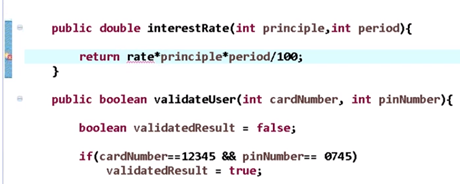 public double interestRate(int principle,int period){
return rate*principle*period/100;
}
public boolean validateUser(int cardNumber, int pinNumber){
boolean validatedResult = false;
if(cardNumber==12345 && pinNumber== 0745)
validatedResult = true;